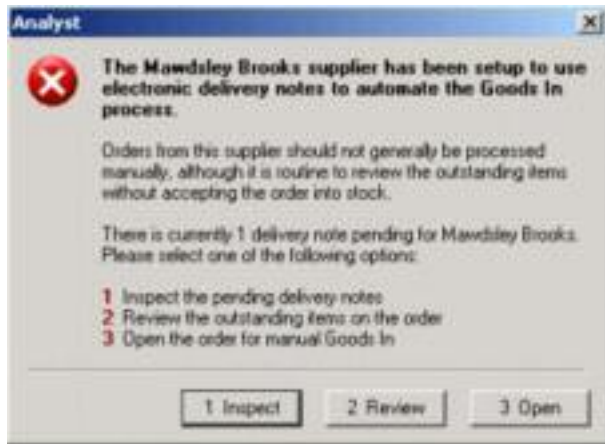 Analyst
The Mawdsley Brooks supplier has been setup to use
electronic delivery notes to automate the Goods In
process.
Orders from this supplier should not generally be processed
manually, although it is routine to review the outstanding items
without accepting the order into stock.
There is currently 1 delivery note pending for Mawdsley Brooks.
Please select one of the following options:
1 Inspect the pending delivery notes
2 Review the outstanding items on the order
3 Open the order for manual Goods In
1 Inspect 2 Review 3 Open